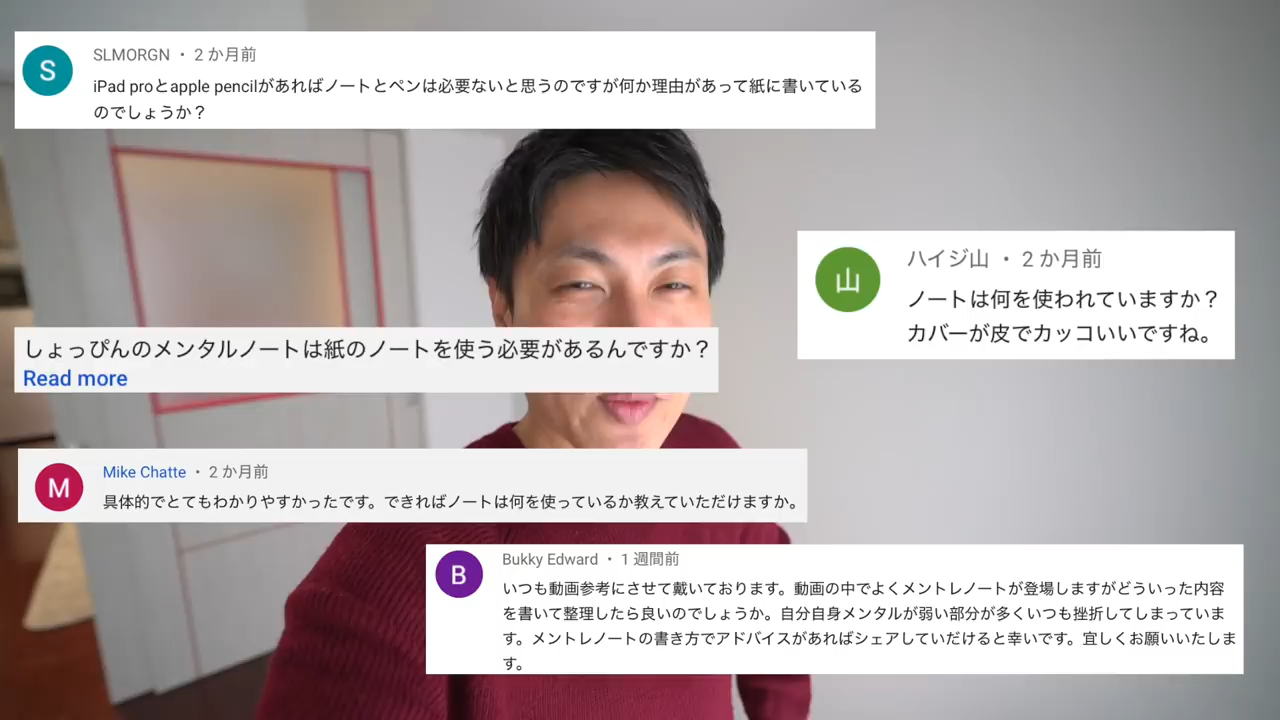 S
SLMORGN ・ 2 か月前
iPad proとapple pencilがあればノートとペンは必要ないと思うのですが何か理由があって紙に書いている
のでしょうか？
山
ハイジ山 ・ 2 か月前
ノートは何を使われていますか？
カバーが皮でカッコいいですね。
しょっぴんのメンタルノートは紙のノートを使う必要があるんですか？
Read more
M
Mike Chatte ・ 2 か月前
具体的でとてもわかりやすかったです。できればノートは何を使っているか教えていただけますか。
B
Bukky Edward ・ 1 週間前
いつも動画参考にさせて戴いております。動画の中でよくメントレノートが登場しますがどういった内容
を書いて整理したら良いのでしょうか。自分自身メンタルが弱い部分が多くいつも挫折してしまっていま
す。メントレノートの書き方でアドバイスがあればシェアしていだけると幸いです。宜しくお願いいたしま
す。